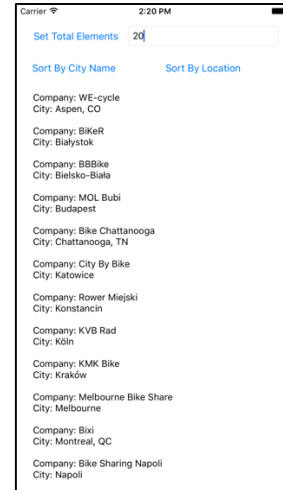 Carrier 2:20 PM
Set Total Elements 20
Sort By City Name Sort By Location
Company: WE-cycle
City: Aspen, CO
Company: BiKeR
City: Białystok
Company: BBBike
City: Bielsko-Biała
Company: MOL Bubi
City: Budapest
Company: Bike Chattanooga
City: Chattanooga, TN
Company: City By Bike
City: Katowice
Company: Rower Miejski
City: Konstancin
Company: KVB Rad
City: Köln
Company: KMK Bike
City: Kraków
Company: Melbourne Bike Share
City: Melbourne
Company: Bixi
City: Montreal, QC
Company: Bike Sharing Napoli
City: Napoli